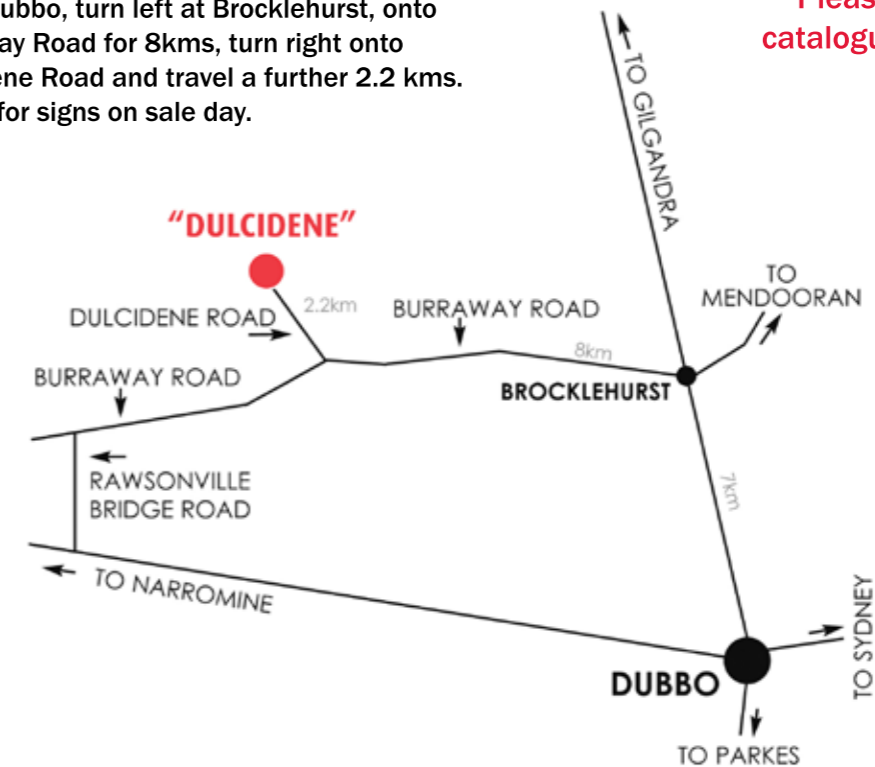 ubbo, turn left at Brocklehurst, onto
ay Road for 8kms, turn right onto
ene Road and travel a further 2.2 kms.
for signs on sale day.
Pleas
catalogu
TO GILGANDRA
"DULCIDENE"
2.2km
DULCIDENE ROAD
BURRAWAY ROAD
8km
TO
MENDOORAN
BURRAWAY ROAD
BROCKLEHURST
RAWSONVILLE
BRIDGE ROAD
7km
TO NARROMINE
DUBBO
TO SYDNEY
TO PARKES